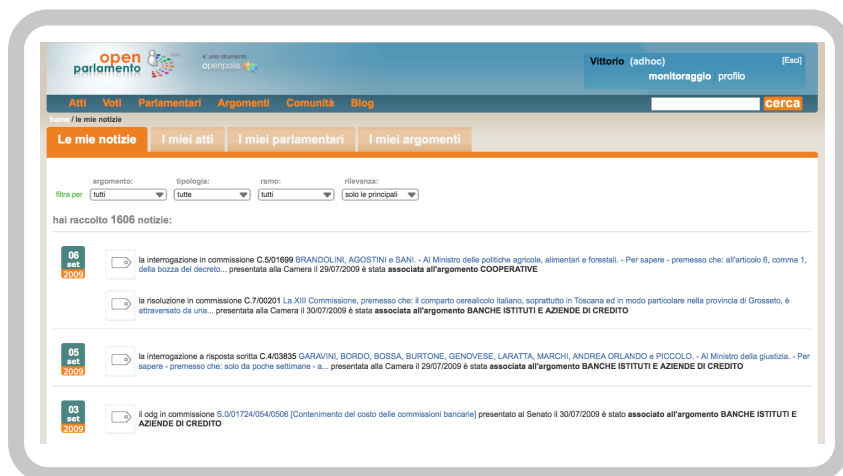 open
parlamento
e' uno strumento
openpolis
Vittorio (adhoc) [Esci]
monitoraggio profilo
Atti Voti Parlamentari Argomenti Comunità Blog cerca
home / le mie notizie
Le mie notizie I miei atti I miei parlamentari I miei argomenti
argomento: tipologia: ramo: rilevanza:
filtra per tutti tutte tutti solo le principali
hai raccolto 1606 notizie:
06
set
2009
la interrogazione in commissione C.5/01699 BRANDOLINI, AGOSTINI e SANI. - Al Ministro delle politiche agricole, alimentari e forestali. - Per sapere - premesso che: all'articolo 6, comma 1,
della bozza del decreto... presentata alla Camera il 29/07/2009 è stata associata all'argomento COOPERATIVE
la risoluzione in commissione C.7/00201 La XIII Commissione, premesso che: il comparto cerealicolo italiano, soprattutto in Toscana ed in modo particolare nella provincia di Grosseto, è
attraversato da una... presentata alla Camera il 30/07/2009 è stata associata all'argomento BANCHE ISTITUTI E AZIENDE DI CREDITO
05
set
2009
la interrogazione a risposta scritta C.4/03835 GARAVINI, BORDO, BOSSA, BURTONE, GENOVESE, LARATTA, MARCHI, ANDREA ORLANDO e PICCOLO. - Al Ministro della giustizia. - Per
sapere - premesso che: solo da poche settimane - a... presentata alla Camera il 29/07/2009 è stata associata all'argomento BANCHE ISTITUTI E AZIENDE DI CREDITO
03
set
2009
il odg in commissione S.0/01724/054/0506 [Contenimento del costo delle commissioni bancarie] presentato al Senato il 30/07/2009 è stato associato all'argomento BANCHE ISTITUTI E
AZIENDE DI CREDITO